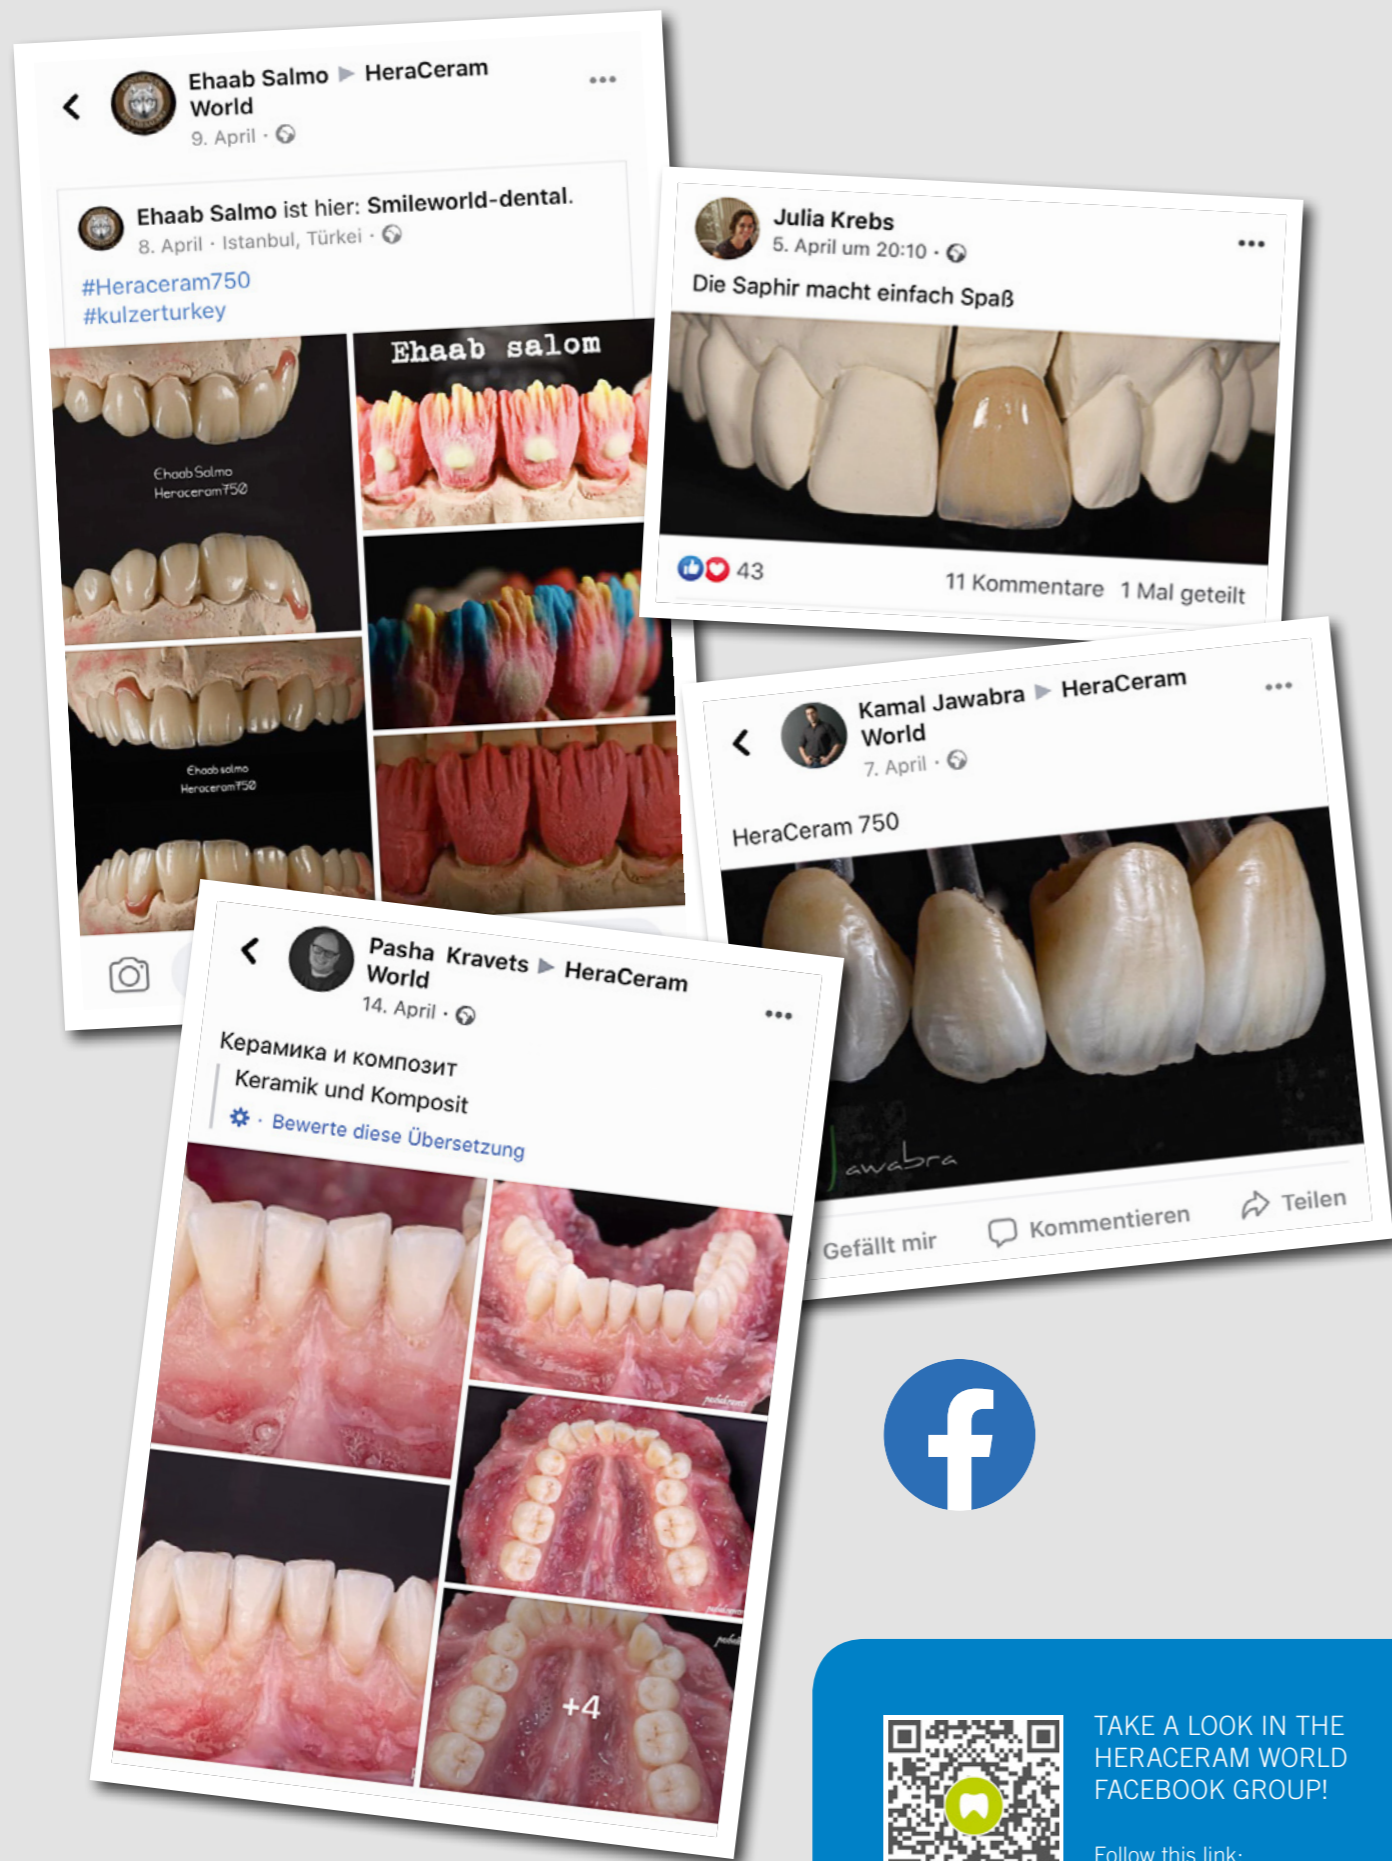 Ehaab Salmo ▶ HeraCeram
World
9. April ·
Ehaab Salmo ist hier: Smileworld-dental.
8. April · Istanbul, Türkei ·
#Heraceram750
#kulzerturkey
Ehaab Salmo
Heraceram750
Ehaab salmo
Heraceram750
Ehaab salom
Julia Krebs
5. April um 20:10 ·
Die Saphir macht einfach Spaß
43
11 Kommentare 1 Mal geteilt
Kamal Jawabra ▶ HeraCeram
World
7. April ·
HeraCeram 750
Jawabra
Gefällt mir
Kommentieren
Teilen
Pasha Kravets ▶ HeraCeram
World
14. April ·
Керамика и композит
Keramik und Komposit
· Bewerte diese Übersetzung
+4
TAKE A LOOK IN THE
HERACERAM WORLD
FACEBOOK GROUP!
Follow this link: